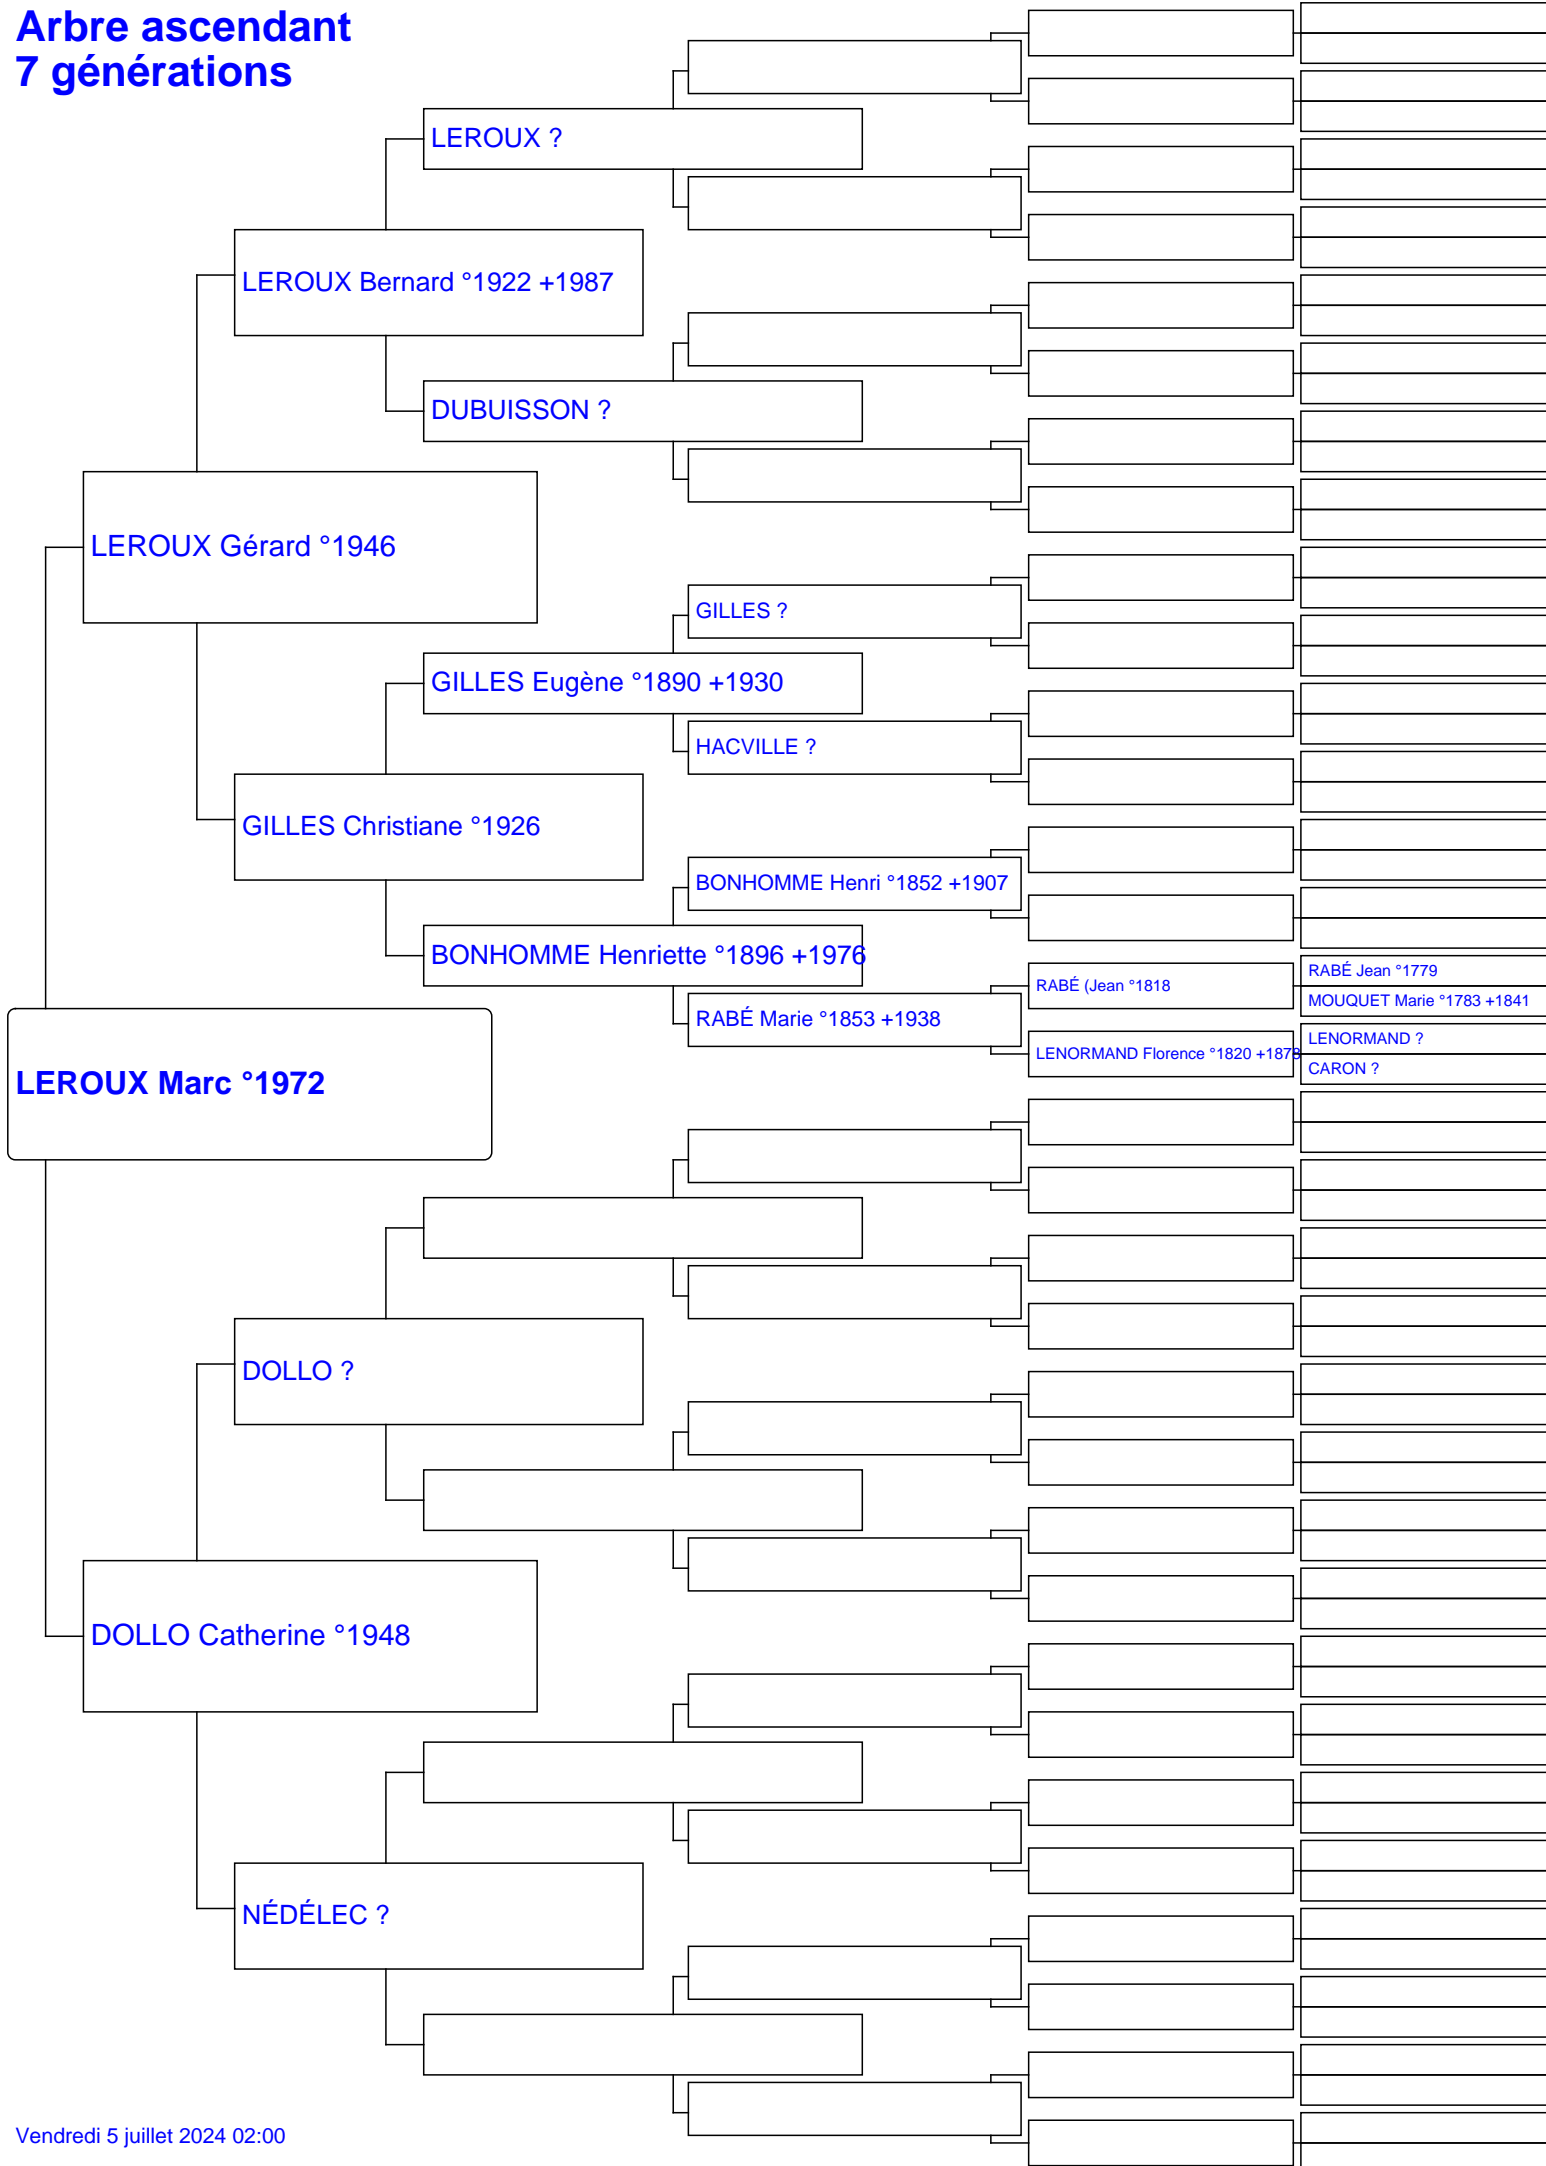 Arbre ascendant
7 générations
LEROUX ?
LEROUX Bernard °1922 +1987
DUBUISSON ?
LEROUX Gérard °1946
GILLES ?
GILLES Eugène °1890 +1930
HACVILLE ?
GILLES Christiane °1926
BONHOMME Henri °1852 +1907
BONHOMME Henriette °1896 +1976
RABÉ (Jean °1818
RABÉ Jean °1779
MOUQUET Marie °1783 +1841
RABÉ Marie °1853 +1938
LENORMAND Florence °1820 +1878
LENORMAND ?
CARON ?
LEROUX Marc °1972
DOLLO ?
DOLLO Catherine °1948
NÉDÉLEC ?
Vendredi 5 juillet 2024 02:00